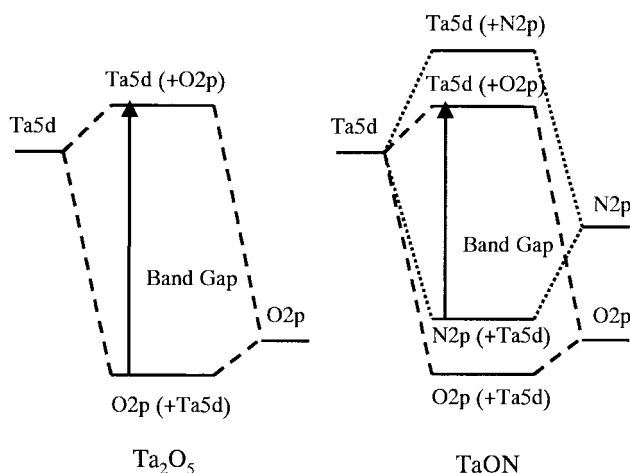 Ta5d (+O2p)
Ta5d
Band Gap
O2p
O2p (+Ta5d)
Ta2O5
Ta5d (+N2p)
Ta5d (+O2p)
Ta5d
N2p
Band Gap
N2p (+Ta5d)
O2p
O2p (+Ta5d)
TaON